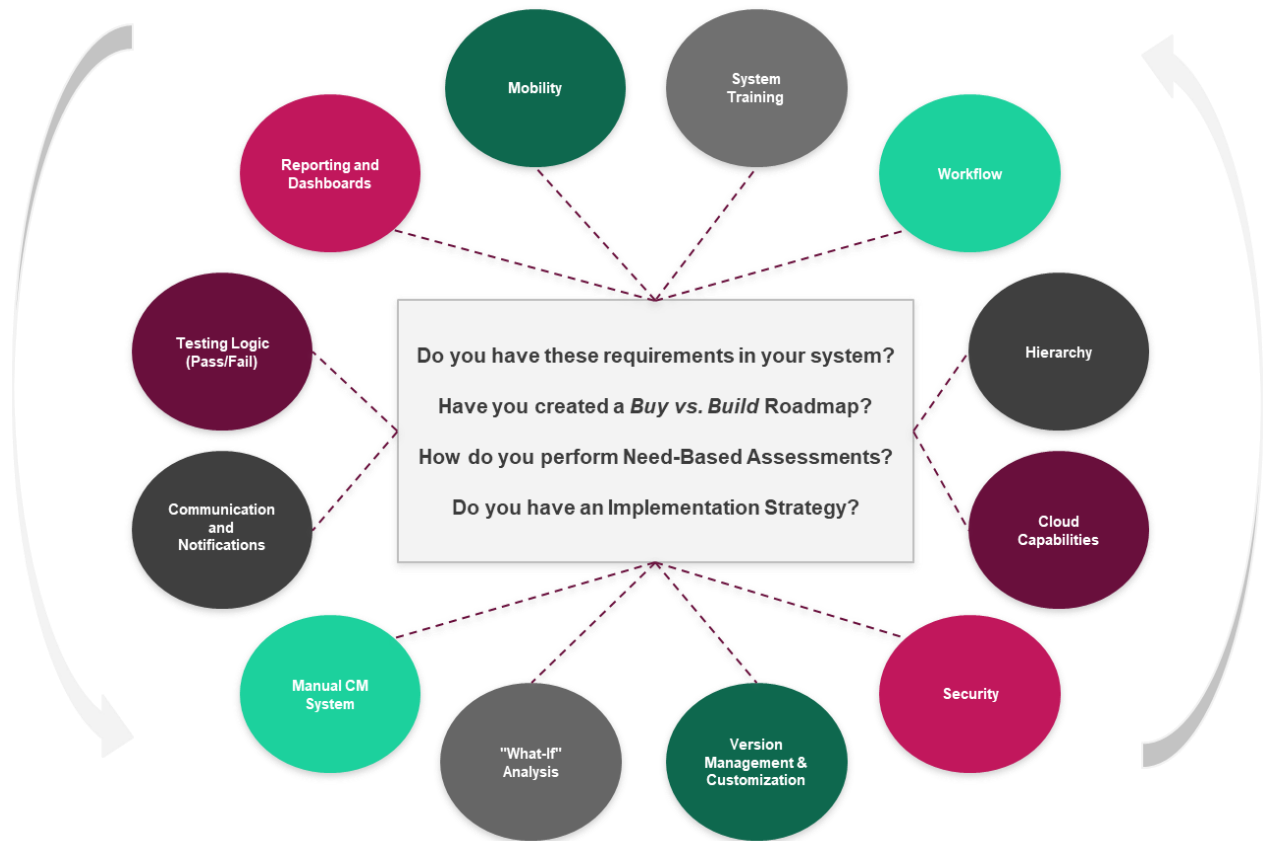 Mobility
System
Training
Reporting and
Dashboards
Workflow
Testing Logic
(Pass/Fail)
Do you have these requirements in your system?
Have you created a Buy vs. Build Roadmap?
How do you perform Need-Based Assessments?
Do you have an Implementation Strategy?
Hierarchy
Communication
and
Notifications
Cloud
Capabilities
Manual CM
System
"What-If"
Analysis
Version
Management &
Customization
Security